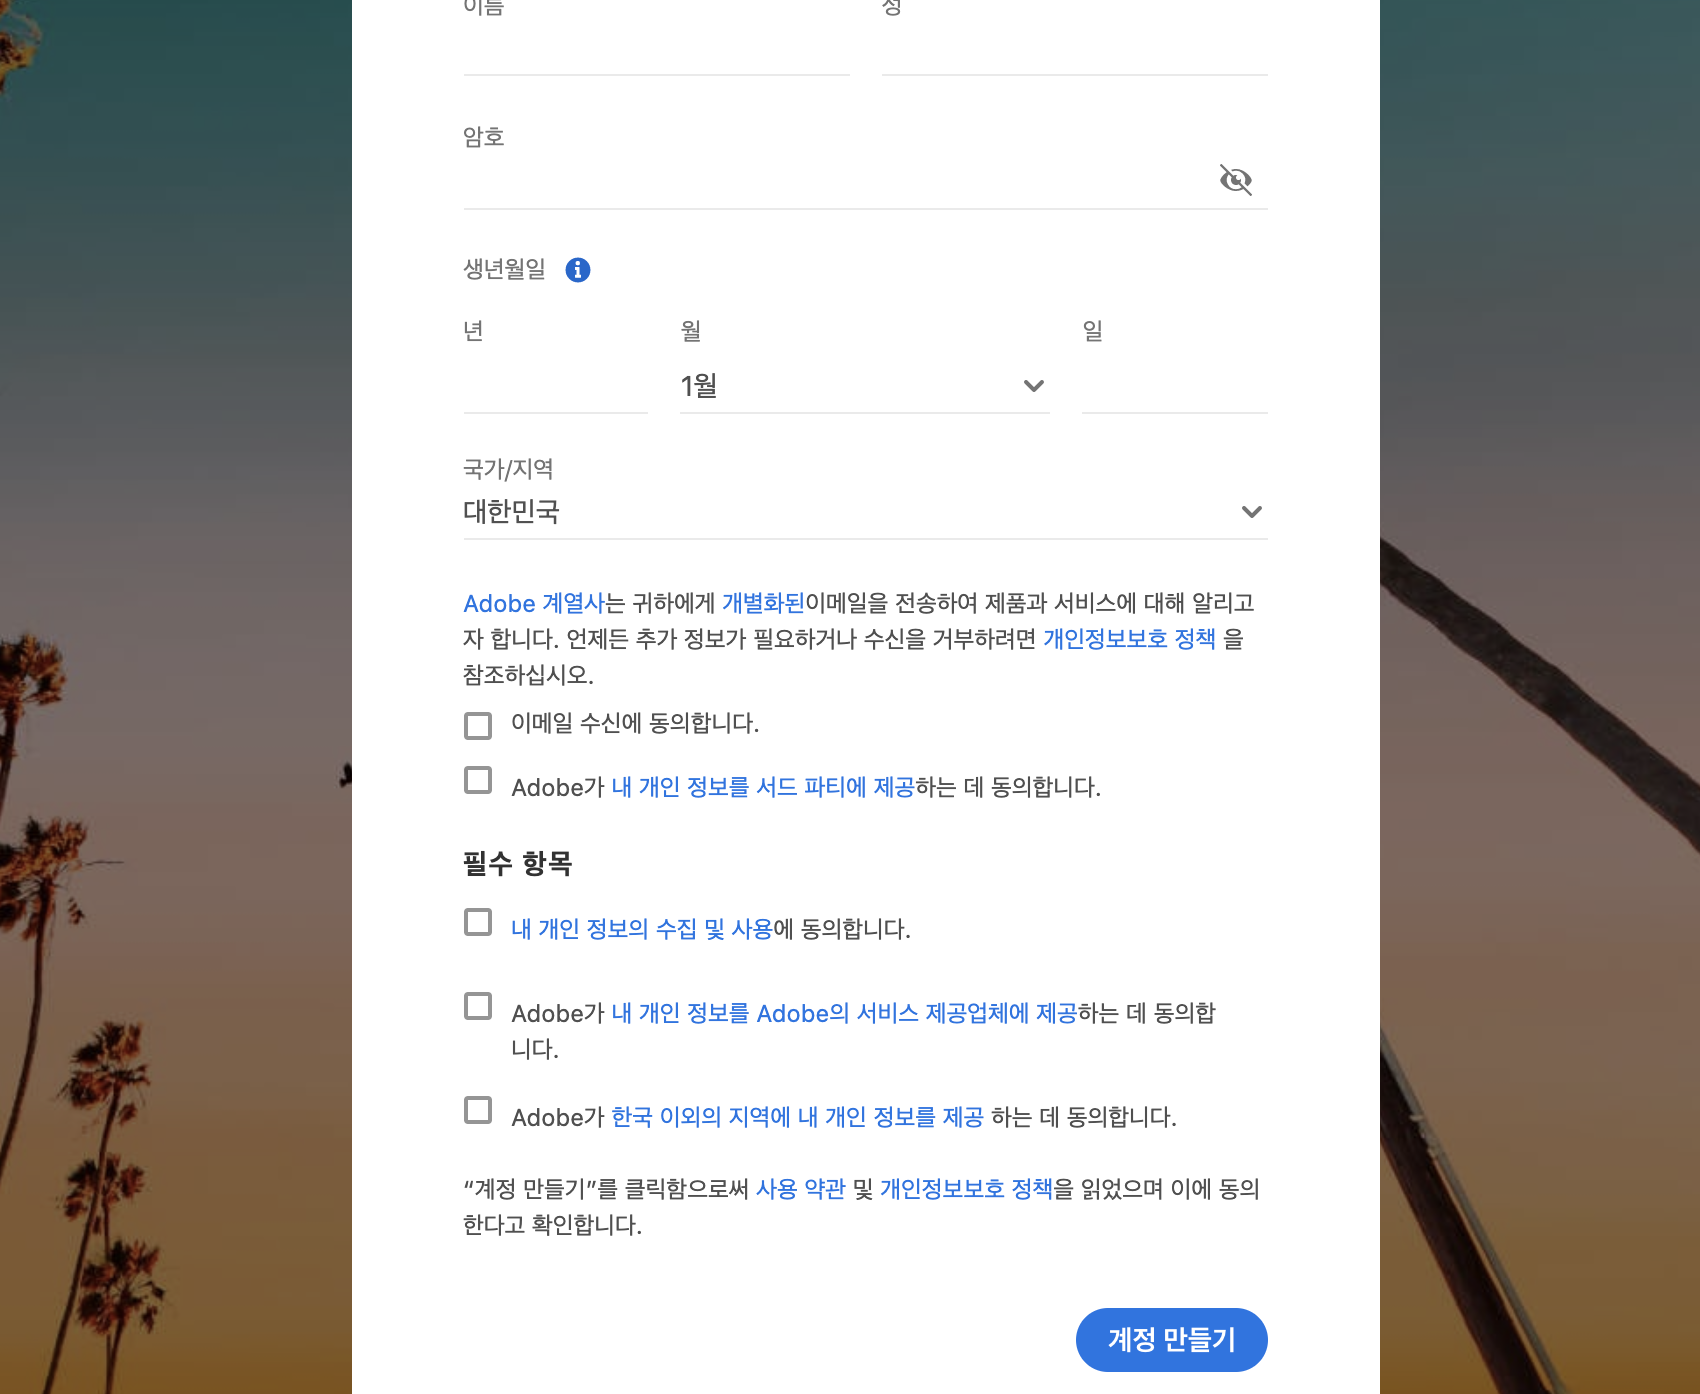 이름
성
암호
생년월일
년
월
일
1월
국가/지역
대한민국
Adobe 계열사는 귀하에게 개별화된이메일을 전송하여 제품과 서비스에 대해 알리고
자 합니다. 언제든 추가 정보가 필요하거나 수신을 거부하려면 개인정보보호 정책 을
참조하십시오.
이메일 수신에 동의합니다.
Adobe가 내 개인 정보를 서드 파티에 제공하는 데 동의합니다.
필수 항목
내 개인 정보의 수집 및 사용에 동의합니다.
Adobe가 내 개인 정보를 Adobe의 서비스 제공업체에 제공하는 데 동의합
니다.
Adobe가 한국 이외의 지역에 내 개인 정보를 제공 하는 데 동의합니다.
“계정 만들기”를 클릭함으로써 사용 약관 및 개인정보보호 정책을 읽었으며 이에 동의
한다고 확인합니다.
계정 만들기